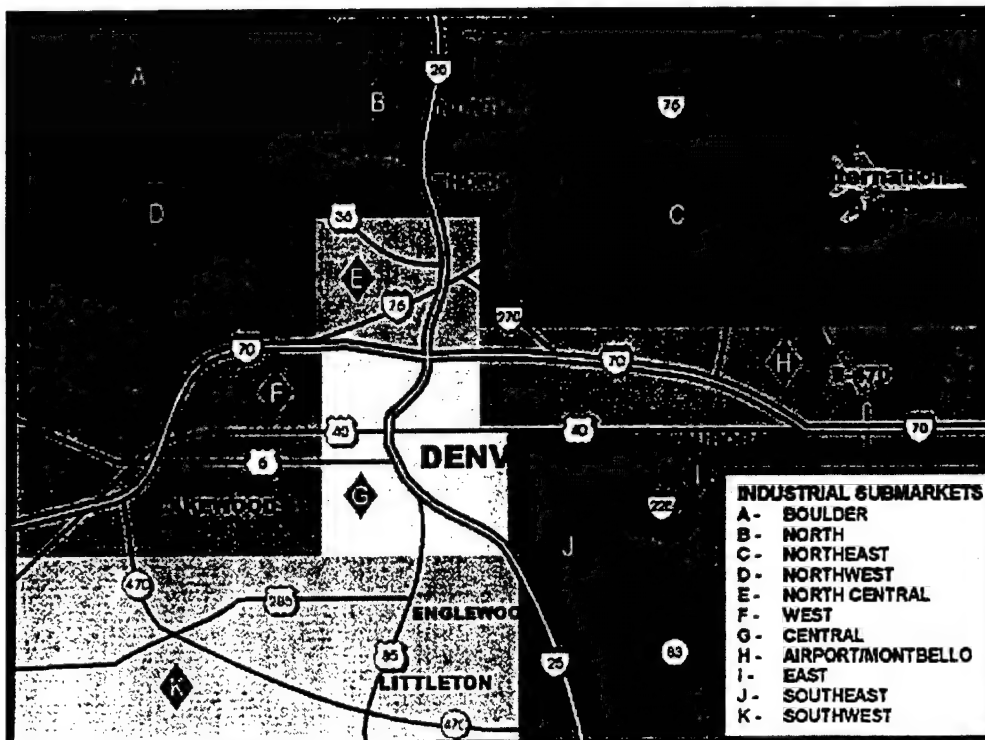 A
25
B
76
D
36
C
E
76
270
70
70
H
F
40
40
70
6
DENV
G
I
225
J
470
285
ENGLEWOO
85
25
83
LITTLETON
K
470
INDUSTRIAL SUBMARKETS
A - BOULDER
B - NORTH
C - NORTHEAST
D - NORTHWEST
E - NORTH CENTRAL
F - WEST
G - CENTRAL
H - AIRPORT/MONTBELLO
I - EAST
J - SOUTHEAST
K - SOUTHWEST